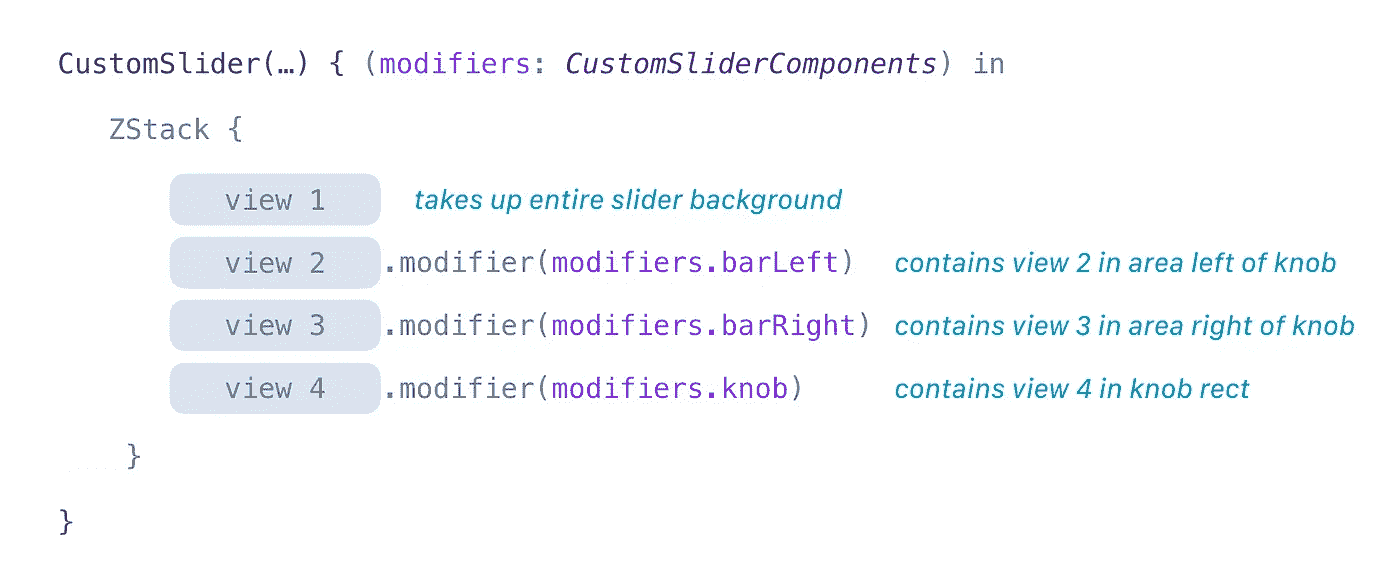 CustomSlider(…) { (modifiers: CustomSliderComponents) in
ZStack {
view 1 takes up entire slider background
view 2 .modifier(modifiers.barLeft) contains view 2 in area left of knob
view 3 .modifier(modifiers.barRight) contains view 3 in area right of knob
view 4 .modifier(modifiers.knob) contains view 4 in knob rect
}
}